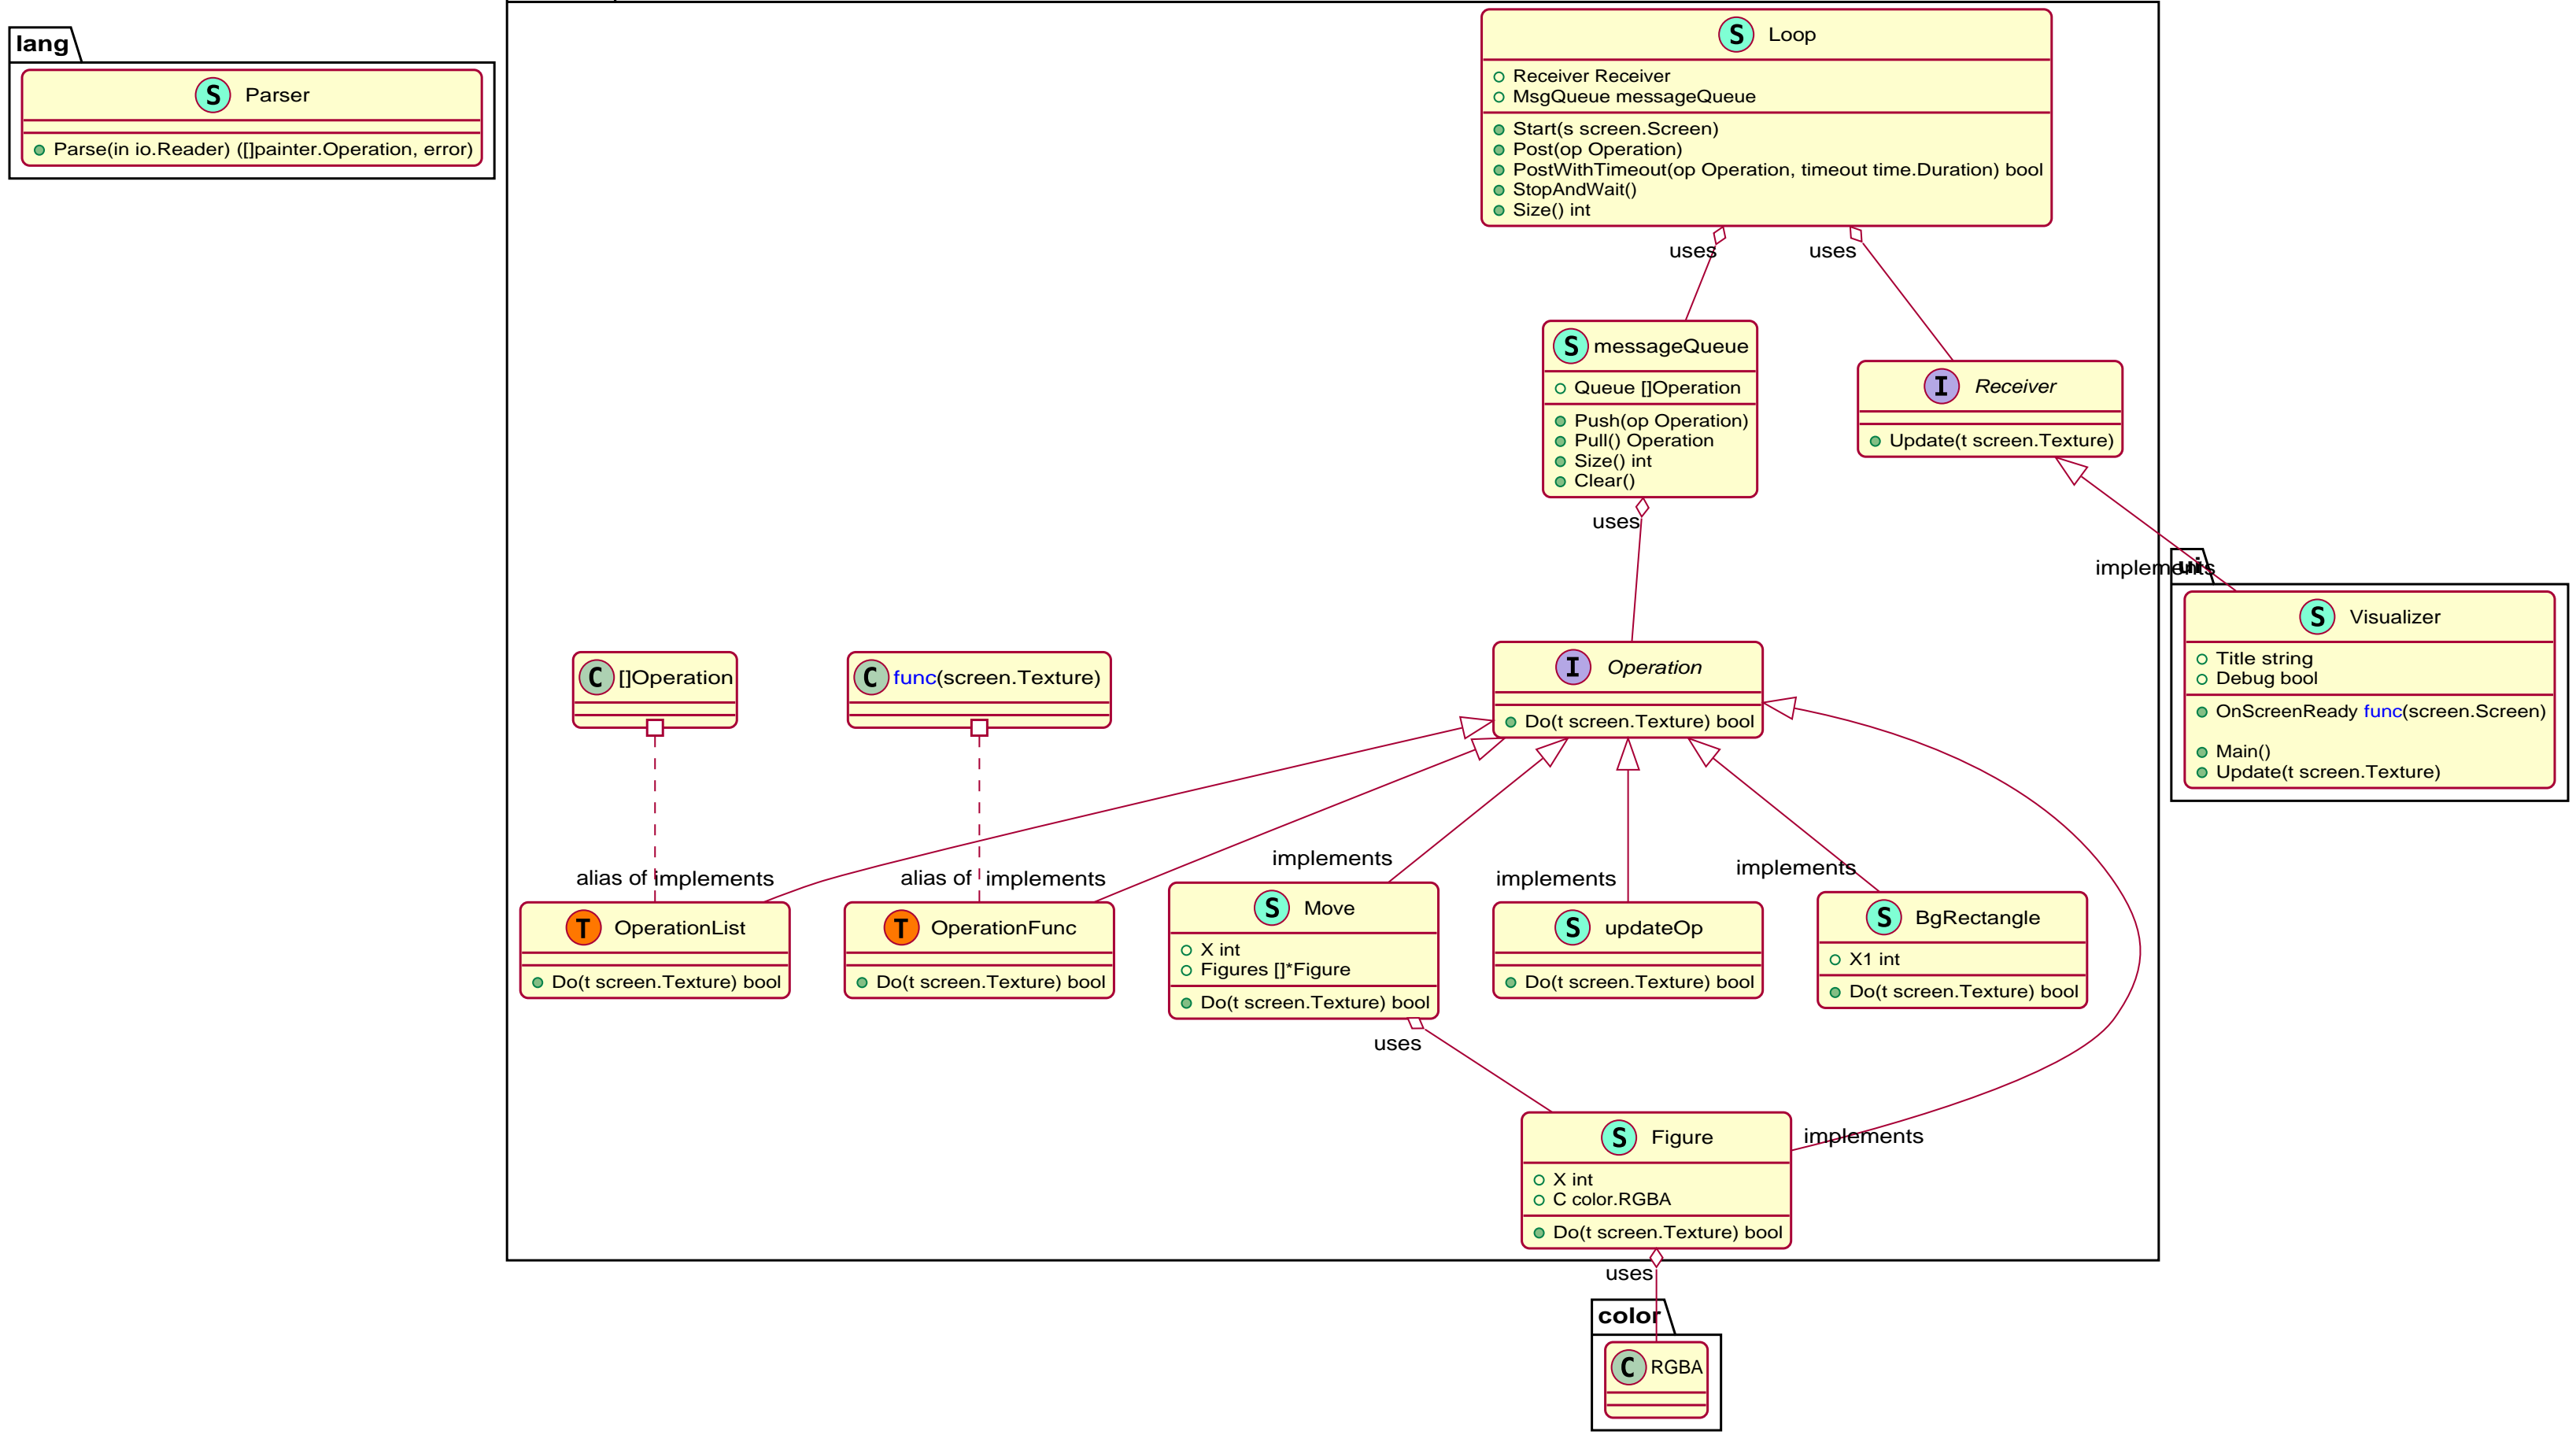 lang
S Parser
Parse(in io.Reader) ([]painter.Operation, error)
S Loop
Receiver Receiver
MsgQueue messageQueue
Start(s screen.Screen)
Post(op Operation)
PostWithTimeout(op Operation, timeout time.Duration) bool
StopAndWait()
Size() int
uses
uses
S messageQueue
Queue []Operation
Push(op Operation)
Pull() Operation
Size() int
Clear()
I Receiver
Update(t screen.Texture)
uses
implements
ui
S Visualizer
Title string
Debug bool
OnScreenReady func(screen.Screen)
Main()
Update(t screen.Texture)
C []Operation
C func(screen.Texture)
I Operation
Do(t screen.Texture) bool
alias of
implements
alias of
implements
implements
implements
implements
T OperationList
Do(t screen.Texture) bool
T OperationFunc
Do(t screen.Texture) bool
S Move
X int
Figures []*Figure
Do(t screen.Texture) bool
S updateOp
Do(t screen.Texture) bool
S BgRectangle
X1 int
Do(t screen.Texture) bool
uses
S Figure
X int
C color.RGBA
Do(t screen.Texture) bool
implements
uses
color
C RGBA